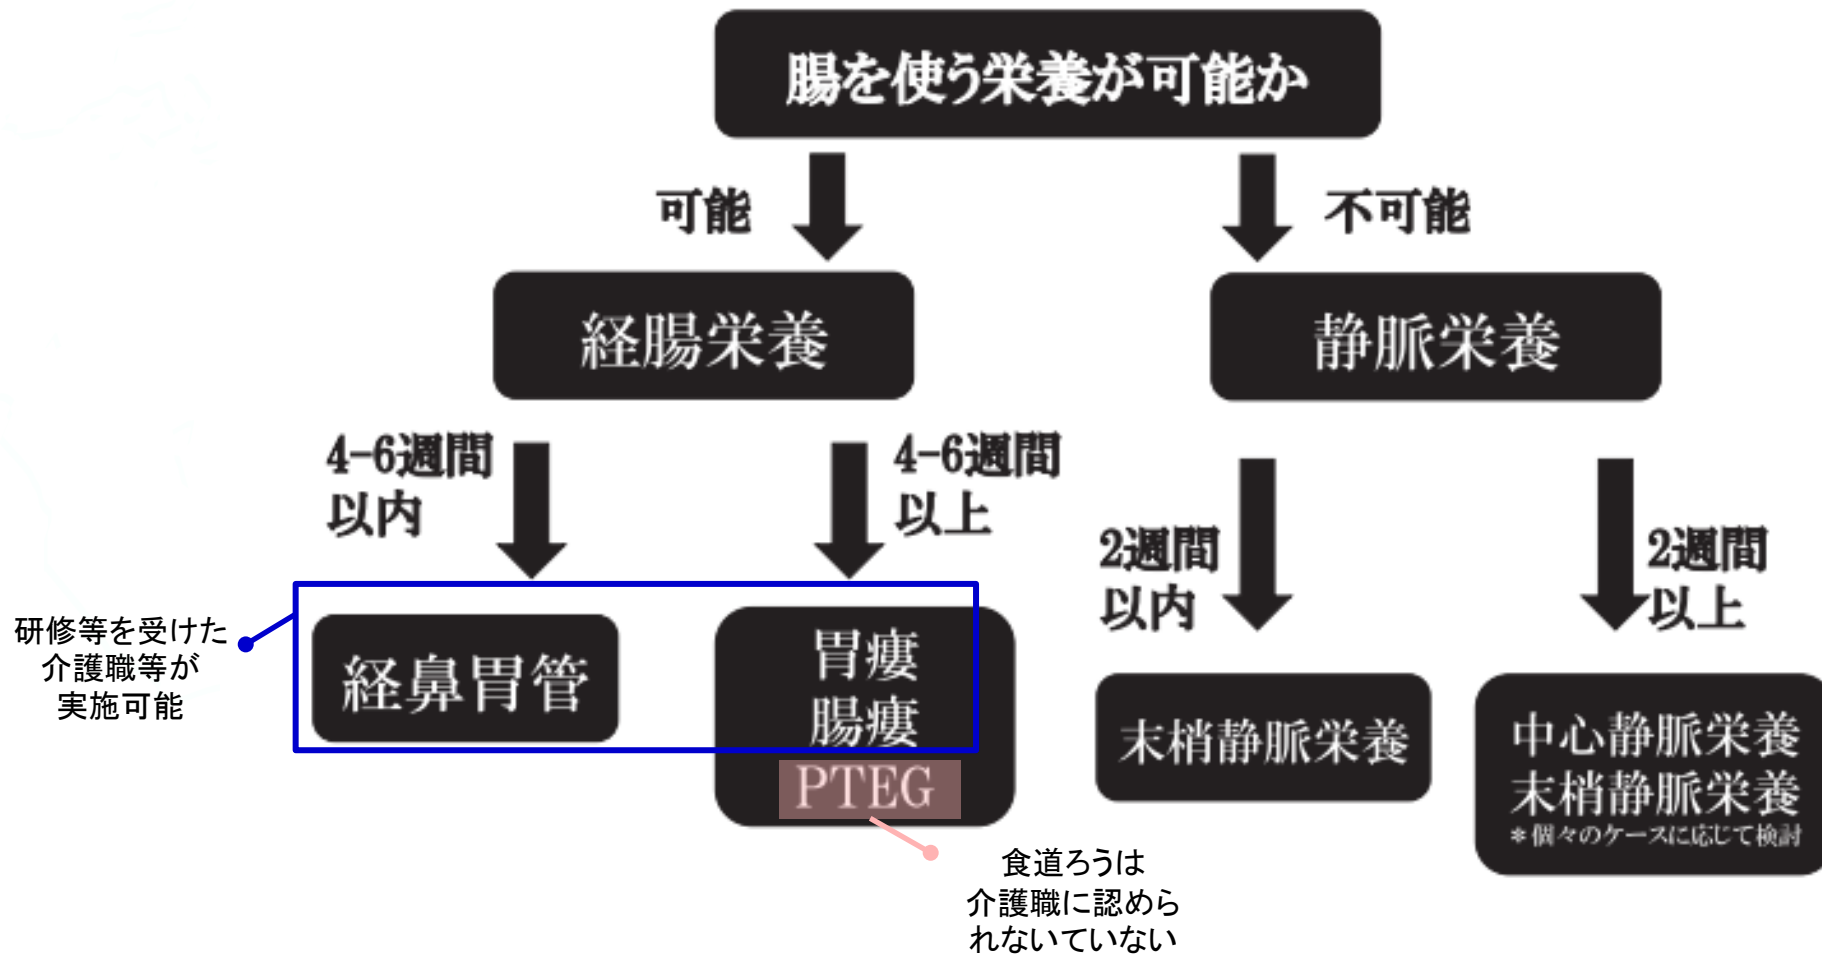 腸を使う栄養が可能か
可能
不可能
経腸栄養
静脈栄養
4-6週間
以内
4-6週間
以上
2週間
以内
2週間
以上
研修等を受けた
介護職等が
実施可能
経鼻胃管
胃瘻
腸瘻
PTEG
末梢静脈栄養
中心静脈栄養
末梢静脈栄養
*個々のケースに応じて検討
食道ろうは
介護職に認めら
れないていない